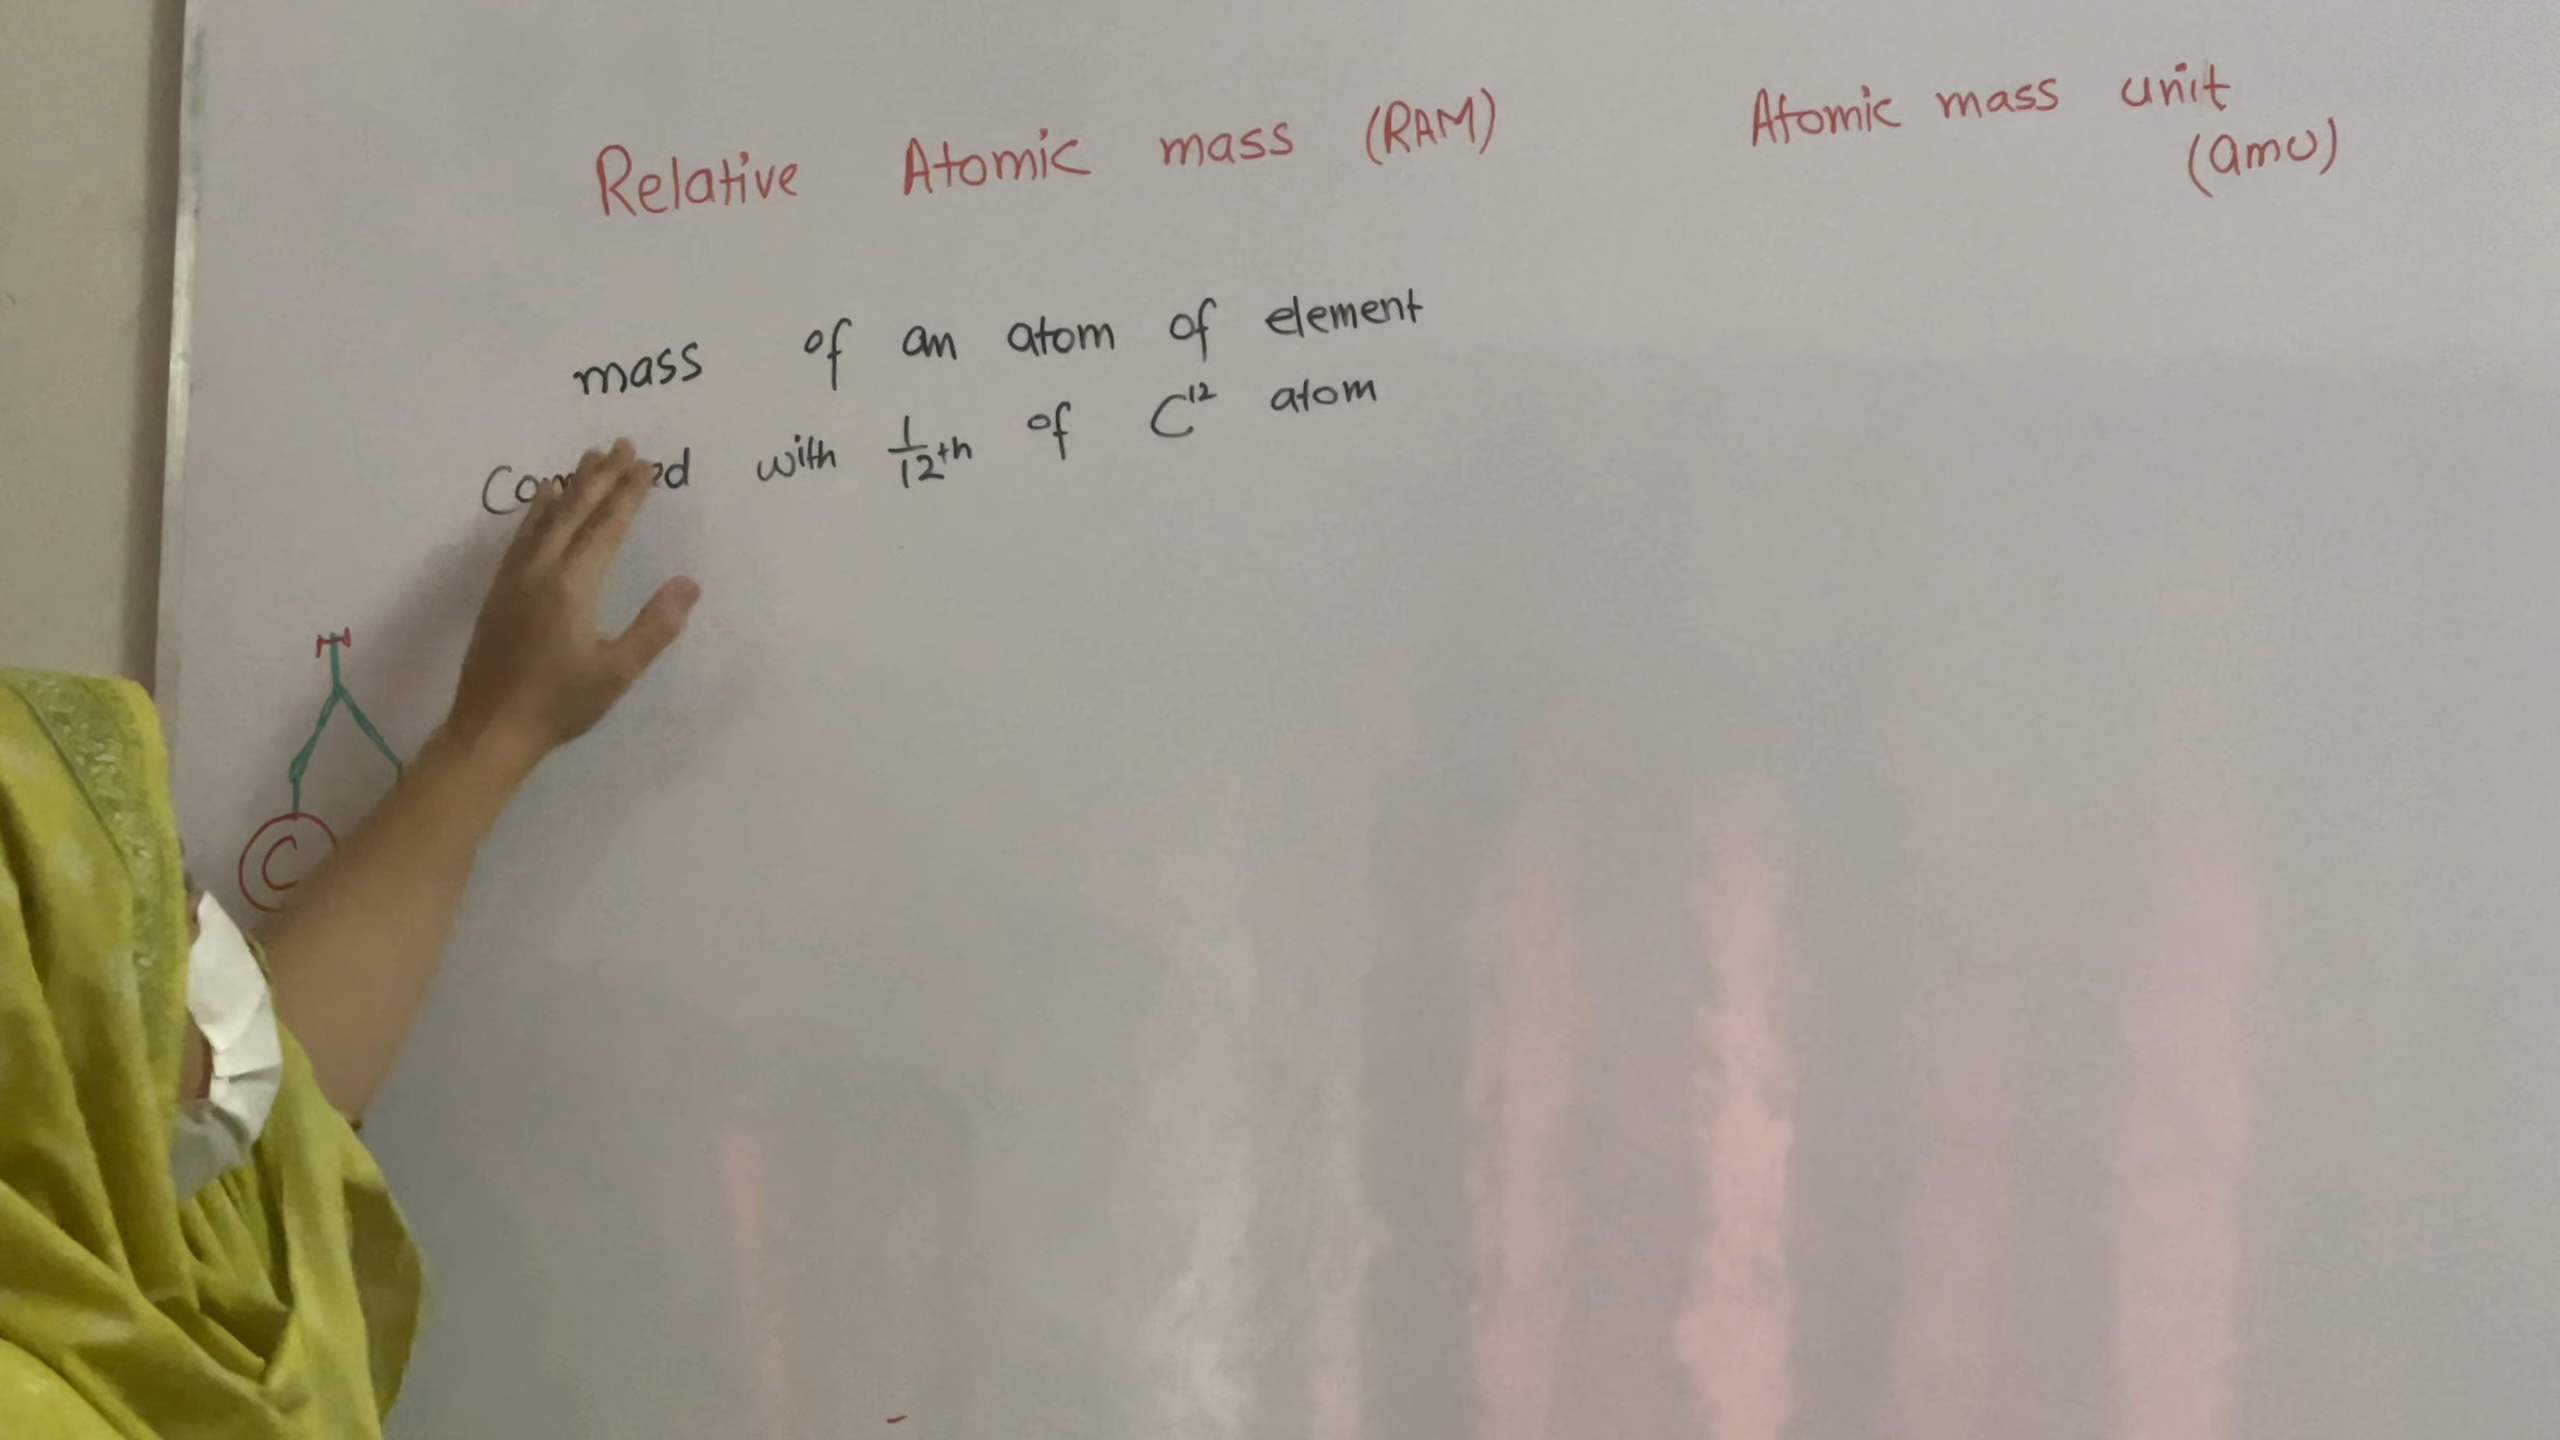 Relative Atomic mass (RAM)
Atomic mass unit
(amu)
mass of an atom of element
with 1/12th of C¹² atom
H
C